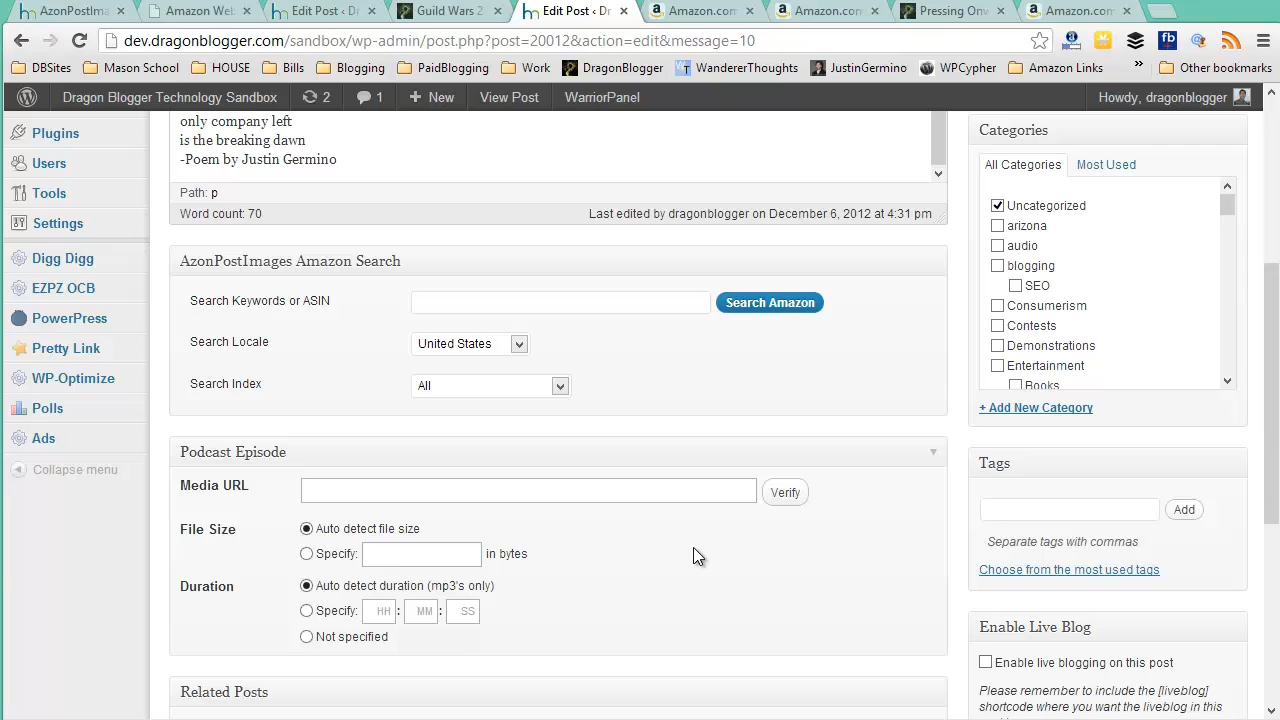 AzonPostIma
Amazon Web
Edit Post ‹ D
Guild Wars 2
Edit Post ‹ Dr
Amazon.com
Amazon.com
Pressing Onv
Amazon.com
dev.dragonblogger.com/sandbox/wp-admin/post.php?post=20012&action=edit&message=10
DBSites
Mason School
HOUSE
Bills
Blogging
PaidBlogging
Work
DragonBlogger
WandererThoughts
JustinGermino
WPCypher
Amazon Links
»
Other bookmarks
Dragon Blogger Technology Sandbox
2
1
+ New
View Post
WarriorPanel
Howdy, dragonblogger
Plugins
Users
Tools
Settings
Digg Digg
EZPZ OCB
PowerPress
Pretty Link
WP-Optimize
Polls
Ads
Collapse menu
only company left
is the breaking dawn
-Poem by Justin Germino
Path: p
Word count: 70
Last edited by dragonblogger on December 6, 2012 at 4:31 pm
AzonPostImages Amazon Search
Search Keywords or ASIN
Search Amazon
Search Locale
United States
Search Index
All
Podcast Episode
Media URL
Verify
File Size
Auto detect file size
Specify:
in bytes
Duration
Auto detect duration (mp3's only)
Specify: HH : MM : SS
Not specified
Related Posts
Categories
All Categories
Most Used
Uncategorized
arizona
audio
blogging
SEO
Consumerism
Contests
Demonstrations
Entertainment
Books
+ Add New Category
Tags
Add
Separate tags with commas
Choose from the most used tags
Enable Live Blog
Enable live blogging on this post
Please remember to include the [liveblog]
shortcode where you want the liveblog in this